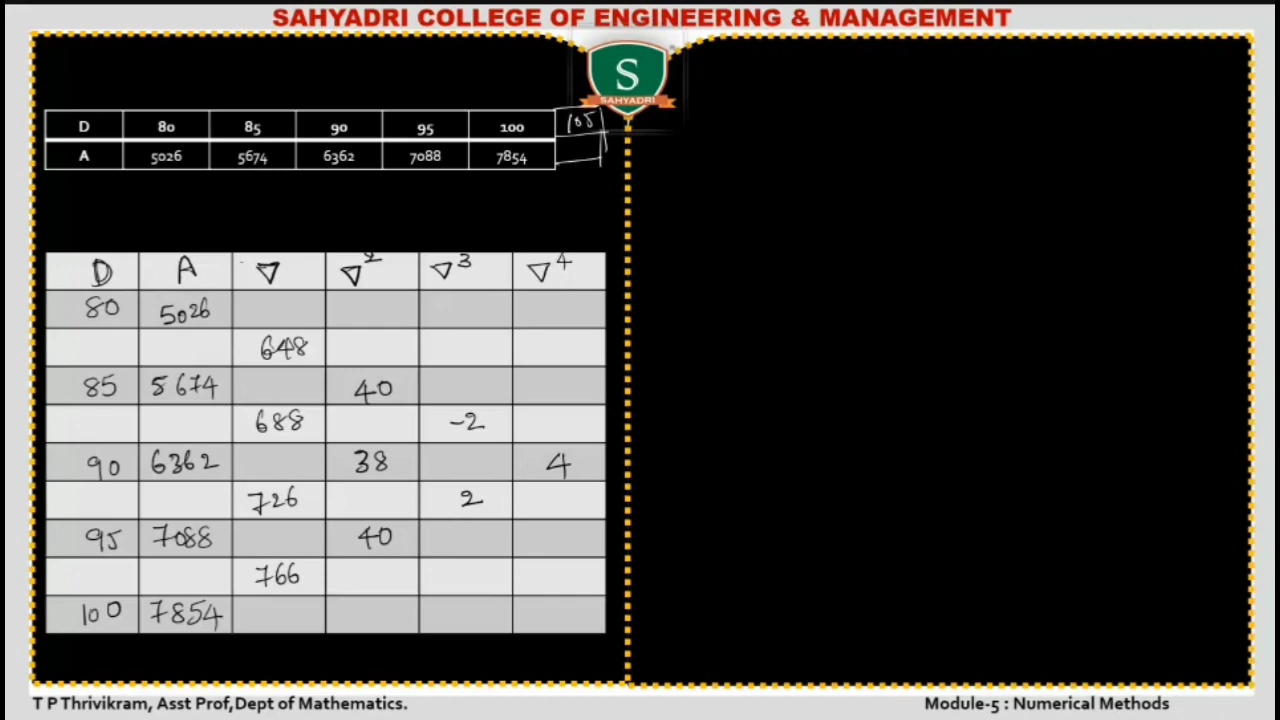 SAHYADRI COLLEGE OF ENGINEERING & MANAGEMENT
S
SAHYADRI
D 80 85 90 95 100 105
A 5026 5674 6362 7088 7854
D A ∇ ∇² ∇³ ∇⁴
80 5026
648
85 5674 40
688 -2
90 6362 38 4
726 2
95 7088 40
766
100 7854
T P Thrivikram, Asst Prof,Dept of Mathematics.
Module-5 : Numerical Methods